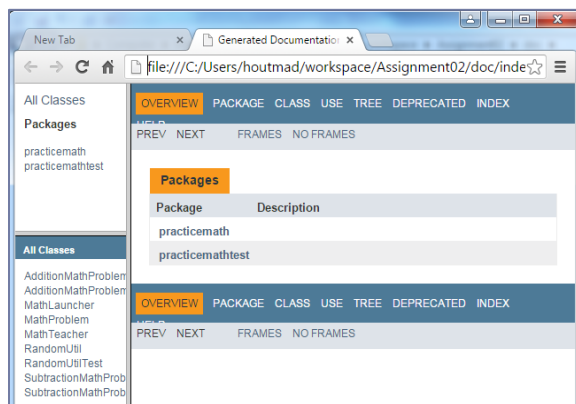 New Tab
Generated Documentation
file:///C:/Users/houtmad/workspace/Assignment02/doc/inde
All Classes
Packages
practicemath
practicemathtest
All Classes
AdditionMathProblem
AdditionMathProblem
MathLauncher
MathProblem
MathTeacher
RandomUtil
RandomUtilTest
SubtractionMathProb
SubtractionMathProb
OVERVIEW PACKAGE CLASS USE TREE DEPRECATED INDEX
HELP
PREV NEXT FRAMES NO FRAMES
Packages
Package Description
practicemath
practicemathtest
OVERVIEW PACKAGE CLASS USE TREE DEPRECATED INDEX
HELP
PREV NEXT FRAMES NO FRAMES